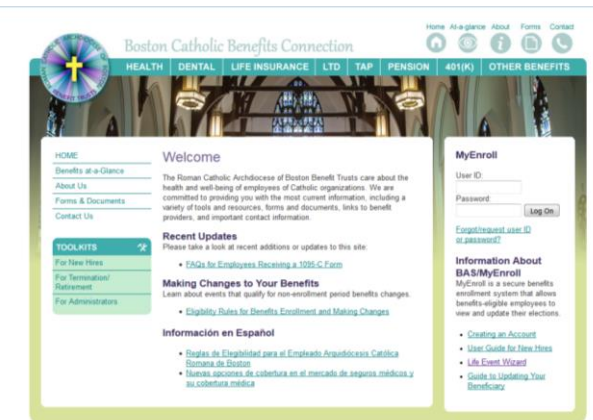 Home At-a-glance About Forms Contact
Boston Catholic Benefits Connection
HEALTH DENTAL LIFE INSURANCE LTD TAP PENSION 401(K) OTHER BENEFITS
HOME
Benefits at-a-Glance
About Us
Forms & Documents
Contact Us
TOOLKITS
For New Hires
For Termination/
Retirement
For Administrators
Welcome
The Roman Catholic Archdiocese of Boston Benefit Trusts care about the
health and well-being of employees of Catholic organizations. We are
committed to providing you with the most current information, including a
variety of tools and resources, forms and documents, links to benefit
providers, and important contact information.
Recent Updates
Please take a look at recent additions or updates to this site:
FAQs for Employees Receiving a 1095-C Form
Making Changes to Your Benefits
Learn about events that qualify for non-enrollment period benefits changes.
Eligibility Rules for Benefits Enrollment and Making Changes
Información en Español
Reglas de Elegibilidad para el Empleado Arquidiócesis Católica
Romana de Boston
Nuevas opciones de cobertura en el mercado de seguros médicos y
su cobertura médica
MyEnroll
User ID:
Password:
Log On
Forgot/request user ID
or password?
Information About
BAS/MyEnroll
MyEnroll is a secure benefits
enrollment system that allows
benefits-eligible employees to
view and update their elections.
Creating an Account
User Guide for New Hires
Life Event Wizard
Guide to Updating Your
Beneficiary